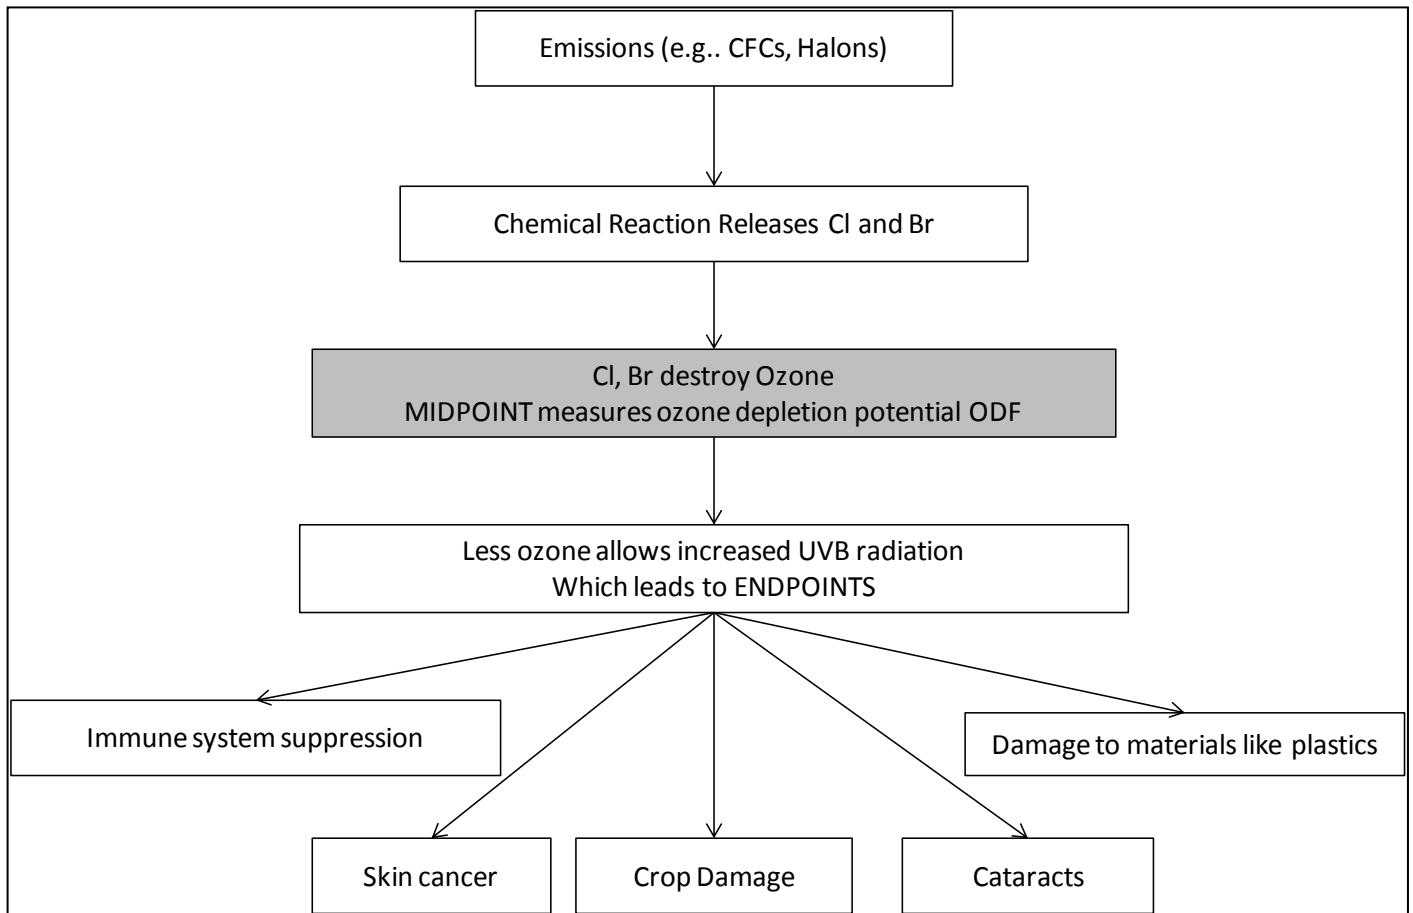 Emissions (e.g.. CFCs, Halons)
Chemical Reaction Releases Cl and Br
Cl, Br destroy Ozone
MIDPOINT measures ozone depletion potential ODF
Less ozone allows increased UVB radiation
Which leads to ENDPOINTS
Immune system suppression
Damage to materials like plastics
Skin cancer
Crop Damage
Cataracts